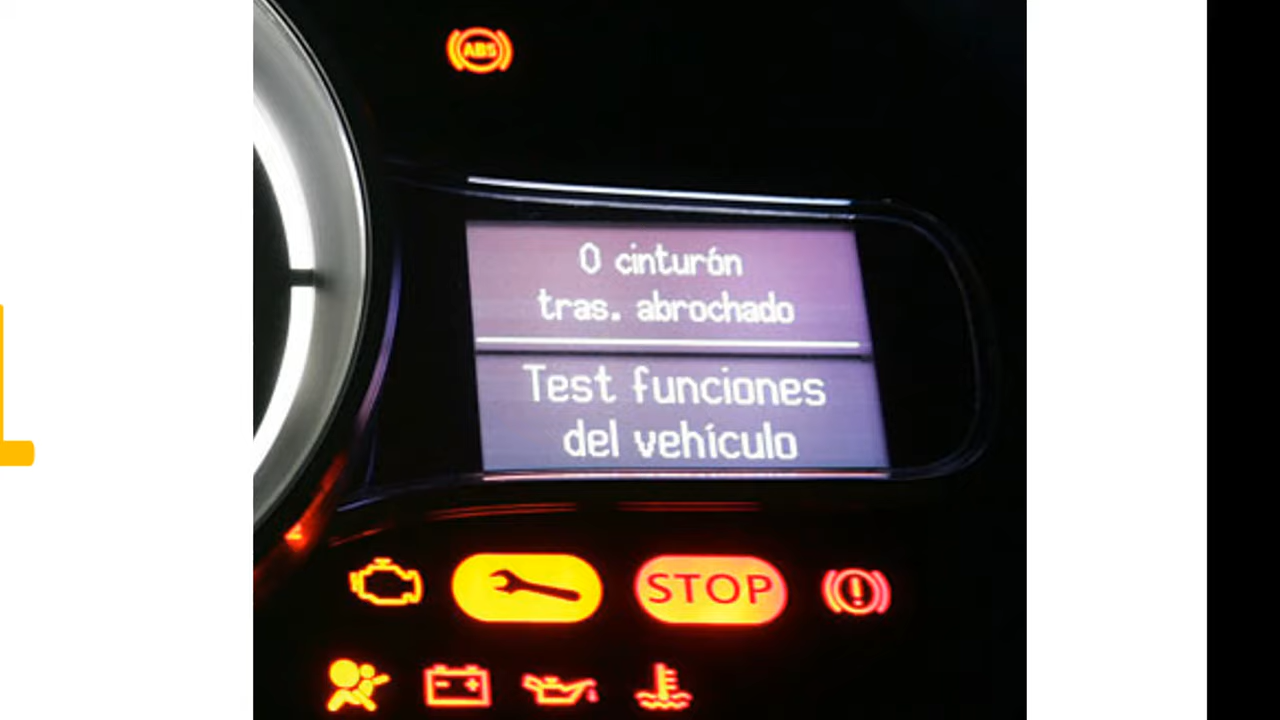 ABS
0 cinturón
tras. abrochado
Test funciones
del vehículo
STOP